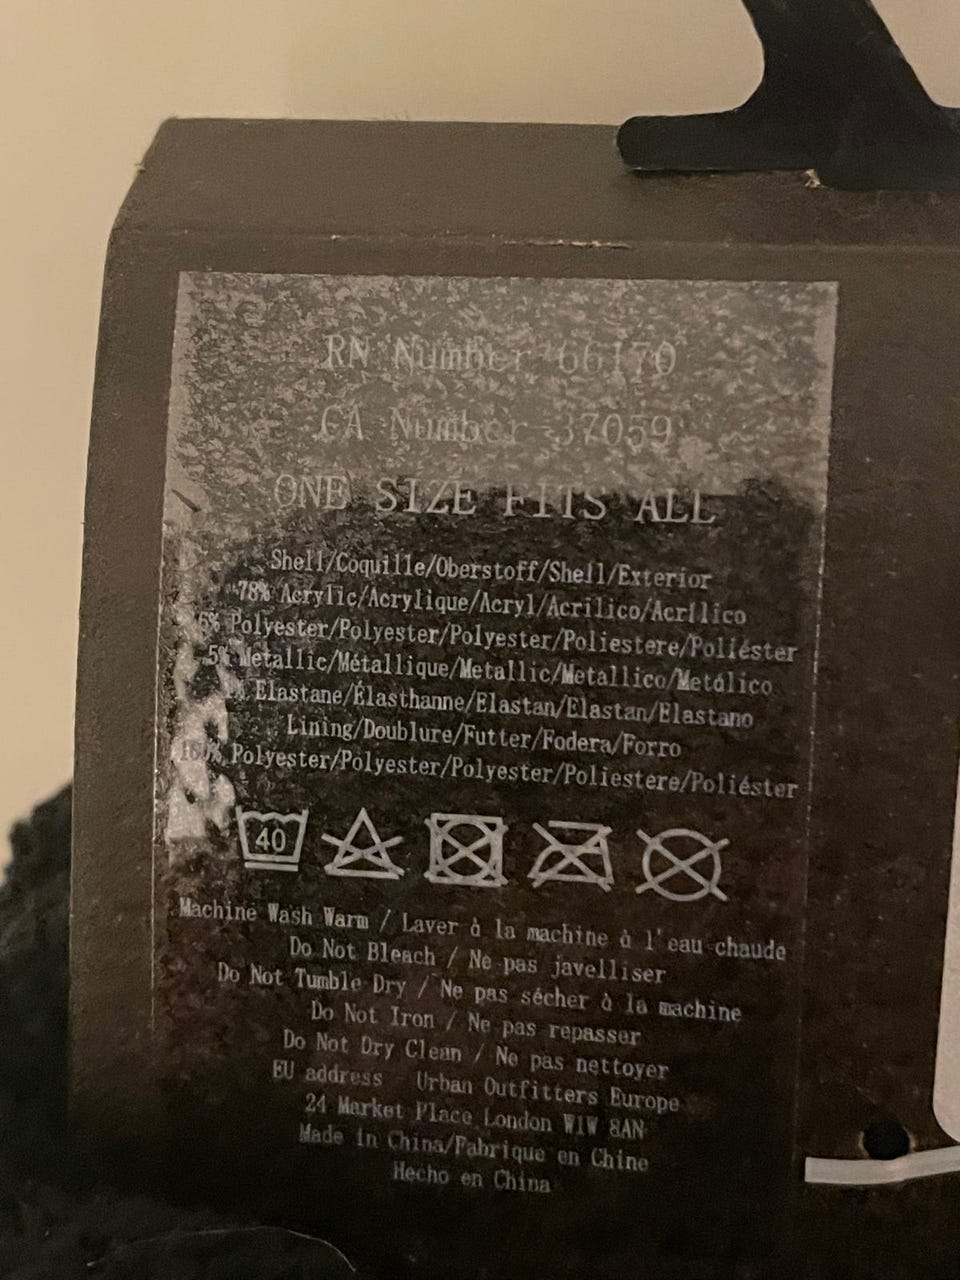 RN Number 66170
CA Number 37059
ONE SIZE FITS ALL
Shell/Coquille/Oberstoff/Shell/Exterior
78% Acrylic/Acrylique/Acryl/Acrilico/Acrílico
16% Polyester/Polyester/Polyester/Poliestere/Poliéster
5% Metallic/Métallique/Metallic/Metallico/Metálico
1% Elastane/Élasthanne/Elastan/Elastan/Elastano
Lining/Doublure/Futter/Fodera/Forro
100% Polyester/Polyester/Polyester/Poliestere/Poliéster
40
Machine Wash Warm / Laver à la machine à l'eau chaude
Do Not Bleach / Ne pas javelliser
Do Not Tumble Dry / Ne pas sécher à la machine
Do Not Iron / Ne pas repasser
Do Not Dry Clean / Ne pas nettoyer
EU address Urban Outfitters Europe
24 Market Place London W1W 8AN
Made in China/Fabrique en Chine
Hecho en China